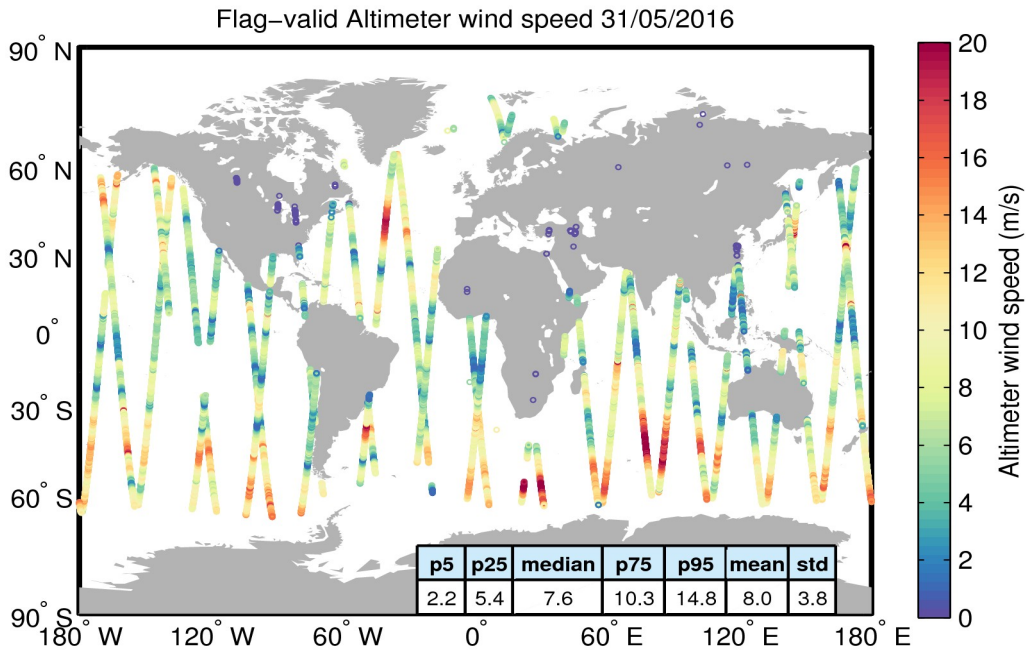 Flag−valid Altimeter wind speed 31/05/2016
90° N
60° N
30° N
0°
30° S
60° S
90° S
180° W
120° W
60° W
0°
60° E
120° E
180° E
p5 p25 median p75 p95 mean std
2.2 5.4 7.6 10.3 14.8 8.0 3.8
20
18
16
14
12
10
8
6
4
2
0
Altimeter wind speed (m/s)